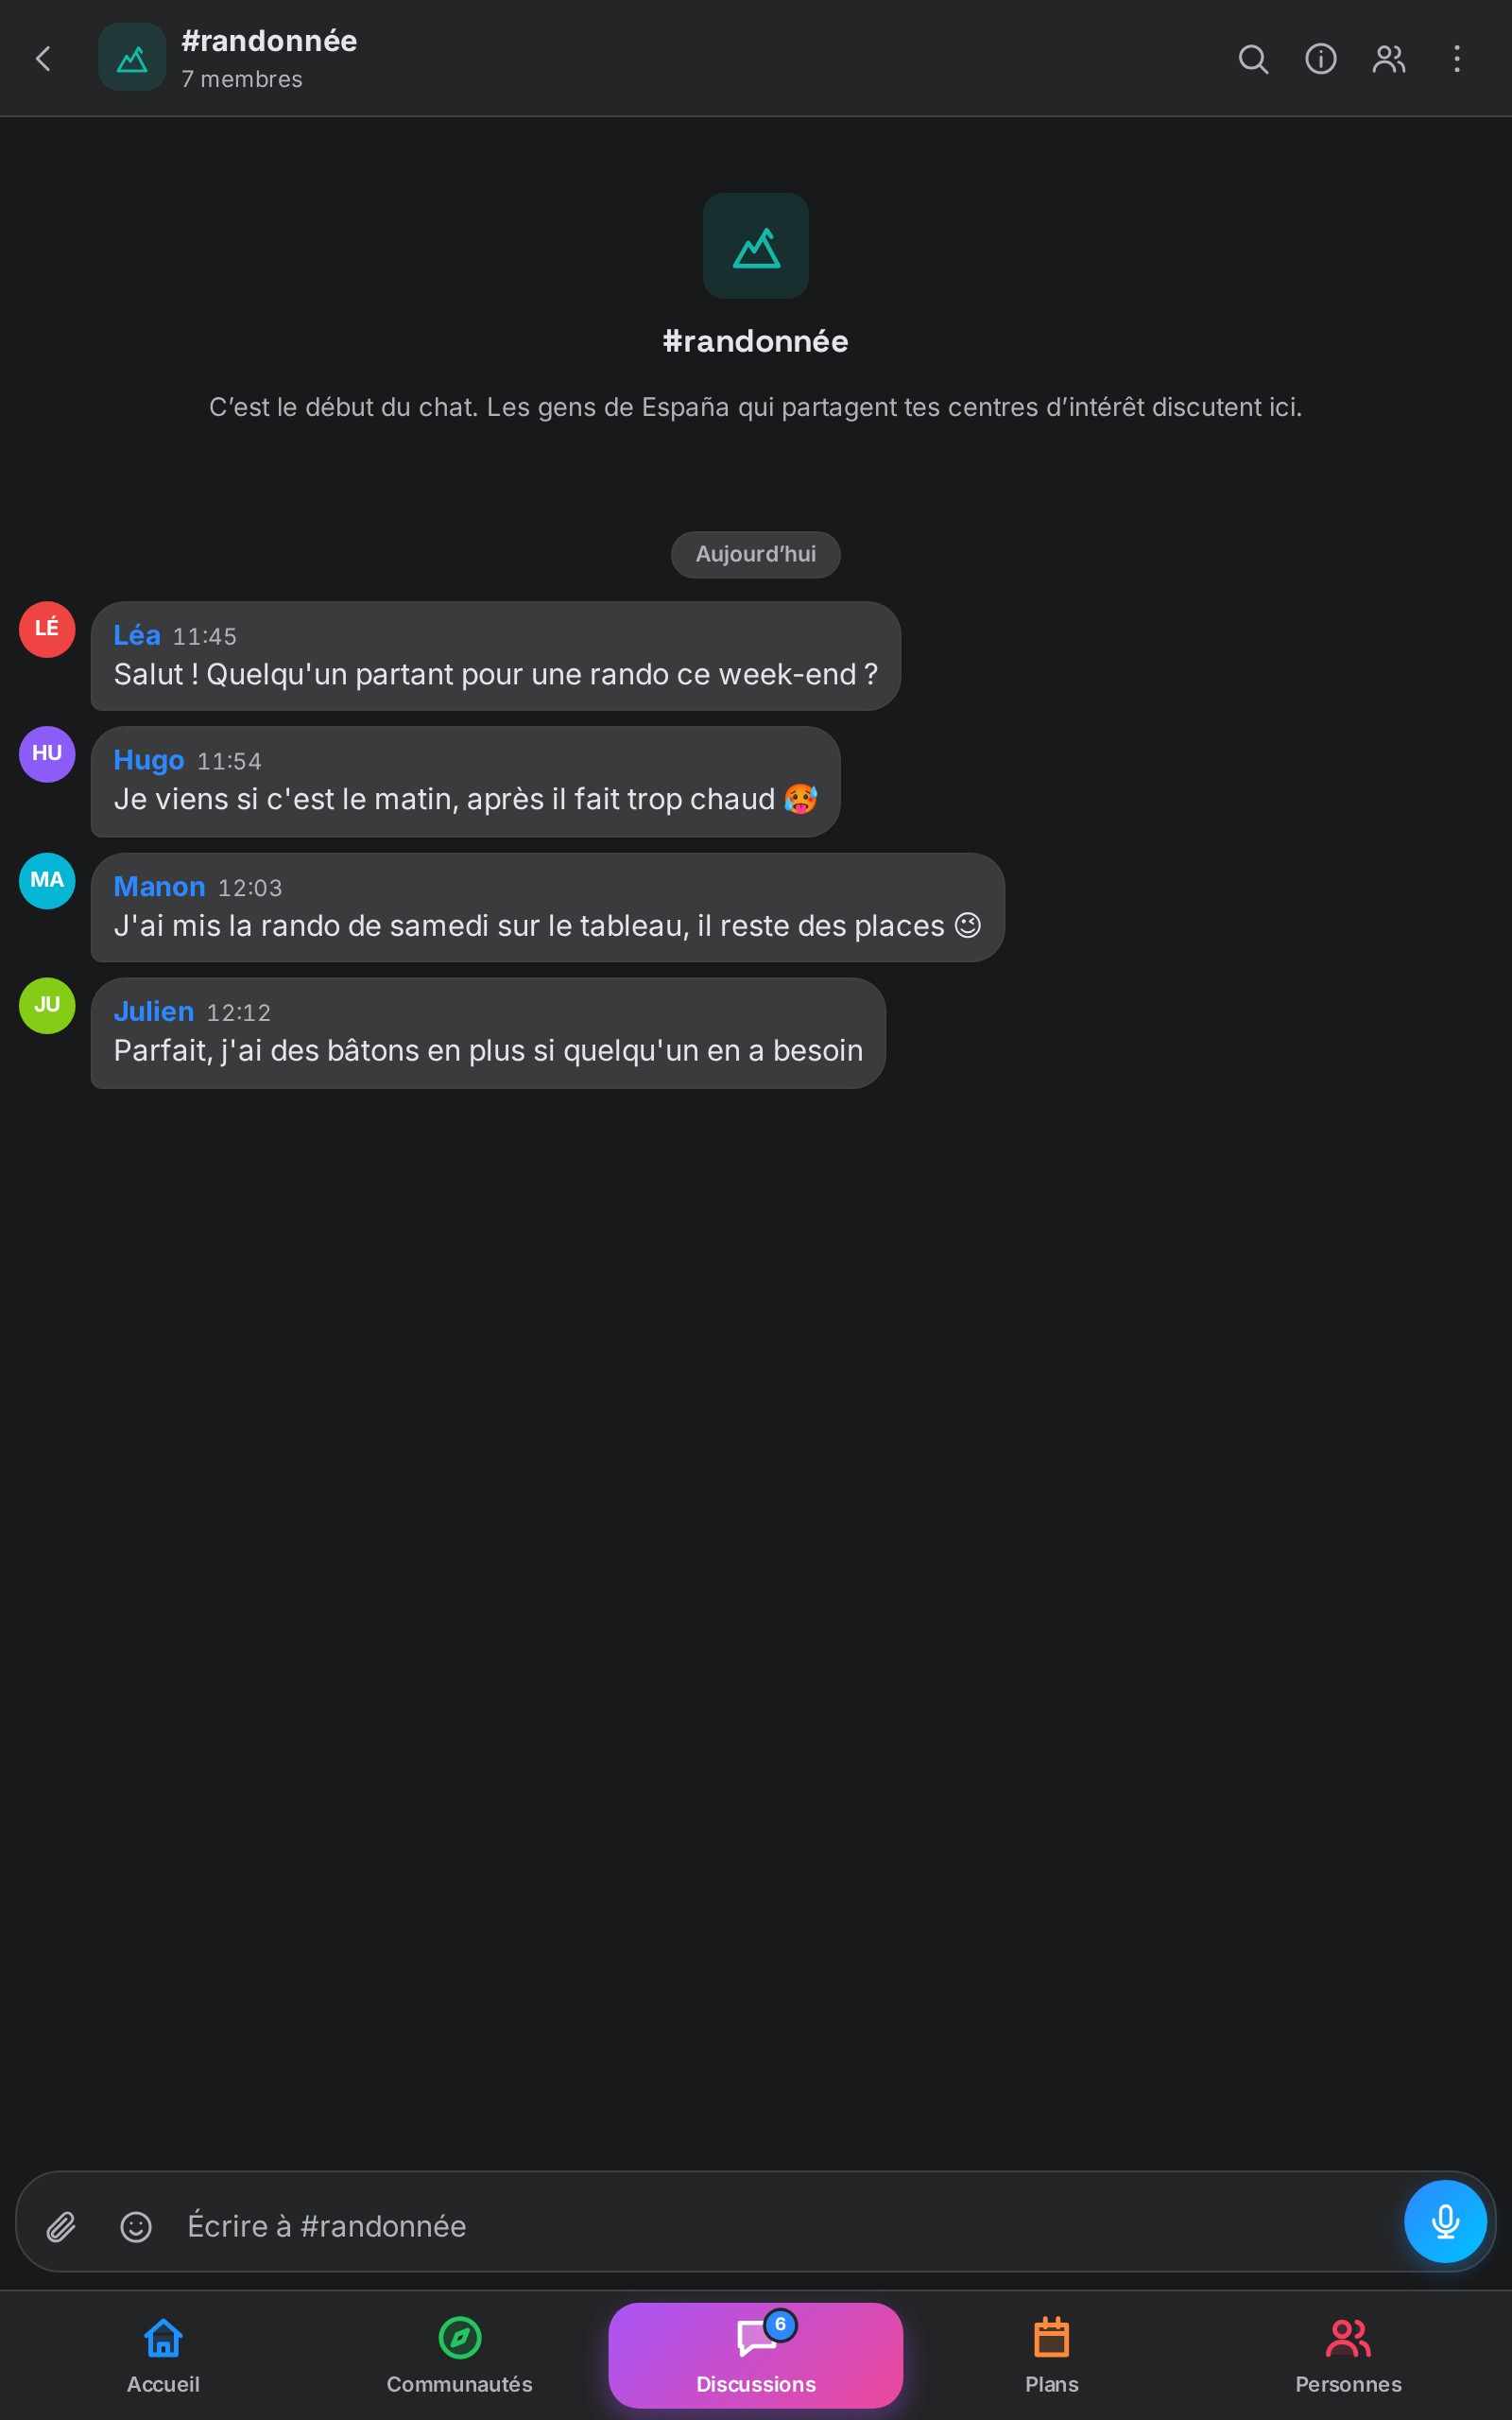 #randonnée
7 membres
#randonnée
C’est le début du chat. Les gens de España qui partagent tes centres d’intérêt discutent ici.
Aujourd’hui
LÉ
Léa 11:45
Salut ! Quelqu'un partant pour une rando ce week-end ?
HU
Hugo 11:54
Je viens si c'est le matin, après il fait trop chaud 🥵
MA
Manon 12:03
J'ai mis la rando de samedi sur le tableau, il reste des places 😉
JU
Julien 12:12
Parfait, j'ai des bâtons en plus si quelqu'un en a besoin
Écrire à #randonnée
6
Accueil
Communautés
Discussions
Plans
Personnes